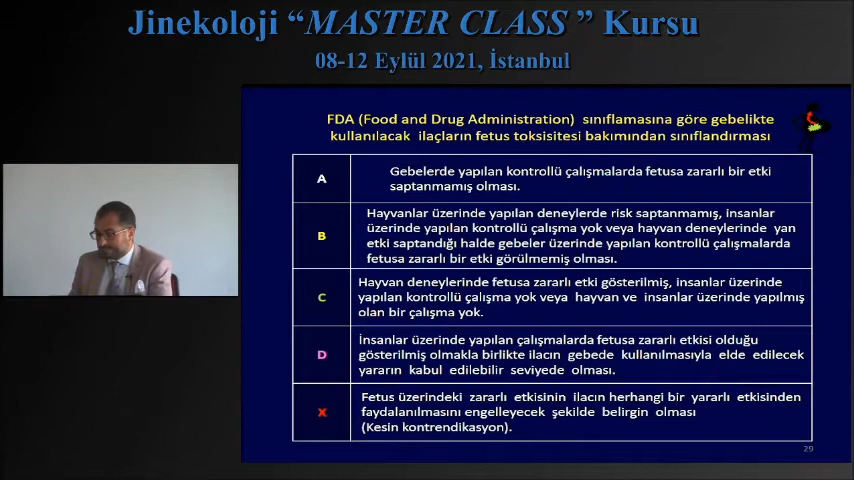 Jinekoloji “MASTER CLASS ” Kursu
08-12 Eylül 2021, İstanbul
FDA (Food and Drug Administration) sınıflamasına göre gebelikte
kullanılacak ilaçların fetus toksisitesi bakımından sınıflandırması
A
Gebelerde yapılan kontrollü çalışmalarda fetusa zararlı bir etki
saptanmamış olması.
B
Hayvanlar üzerinde yapılan deneylerde risk saptanmamış, insanlar
üzerinde yapılan kontrollü çalışma yok veya hayvan deneylerinde yan
etki saptandığı halde gebeler üzerinde yapılan kontrollü çalışmalarda
fetusa zararlı bir etki görülmemiş olması.
C
Hayvan deneylerinde fetusa zararlı etki gösterilmiş, insanlar üzerinde
yapılan kontrollü çalışma yok veya hayvan ve insanlar üzerinde yapılmış
olan bir çalışma yok.
D
İnsanlar üzerinde yapılan çalışmalarda fetusa zararlı etkisi olduğu
gösterilmiş olmakla birlikte ilacın gebede kullanılmasıyla elde edilecek
yararın kabul edilebilir seviyede olması.
X
Fetus üzerindeki zararlı etkisinin ilacın herhangi bir yararlı etkisinden
faydalanılmasını engelleyecek şekilde belirgin olması
(Kesin kontrendikasyon).
29